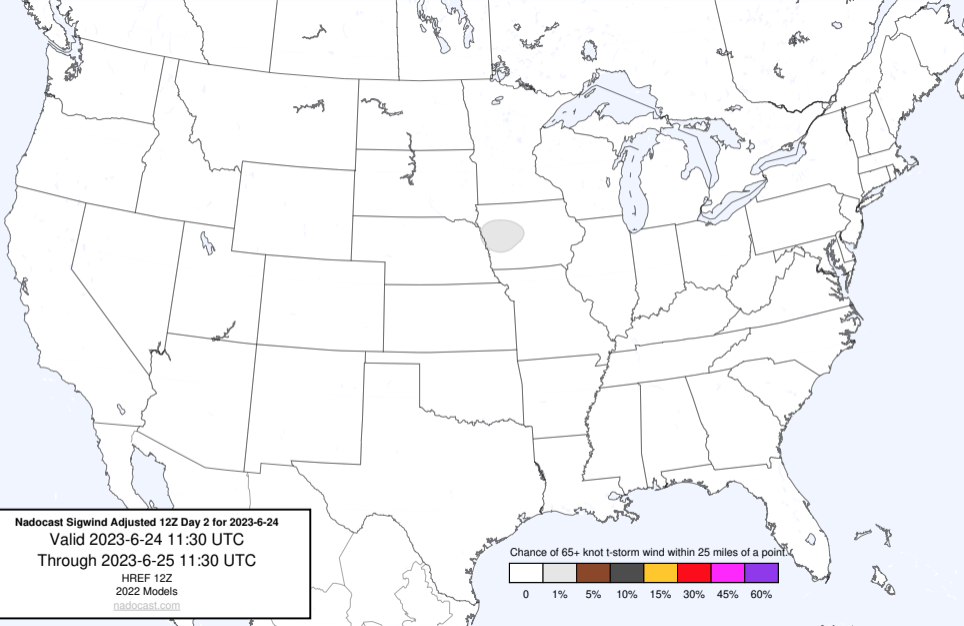 Nadocast Sigwind Adjusted 12Z Day 2 for 2023-6-24
Valid 2023-6-24 11:30 UTC
Through 2023-6-25 11:30 UTC
HREF 12Z
2022 Models
nadocast.com
Chance of 65+ knot t-storm wind within 25 miles of a point.
0 1% 5% 10% 15% 30% 45% 60%